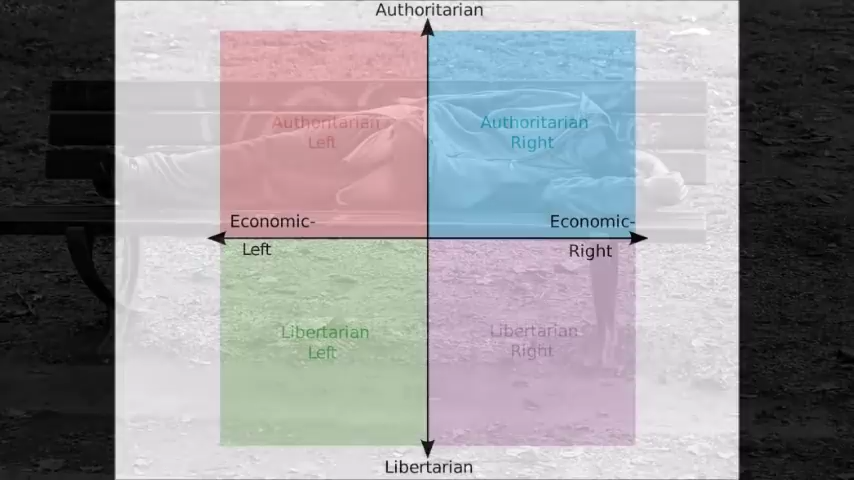 Authoritarian
Authoritarian
Left
Authoritarian
Right
Economic-
Left
Economic-
Right
Libertarian
Left
Libertarian
Right
Libertarian